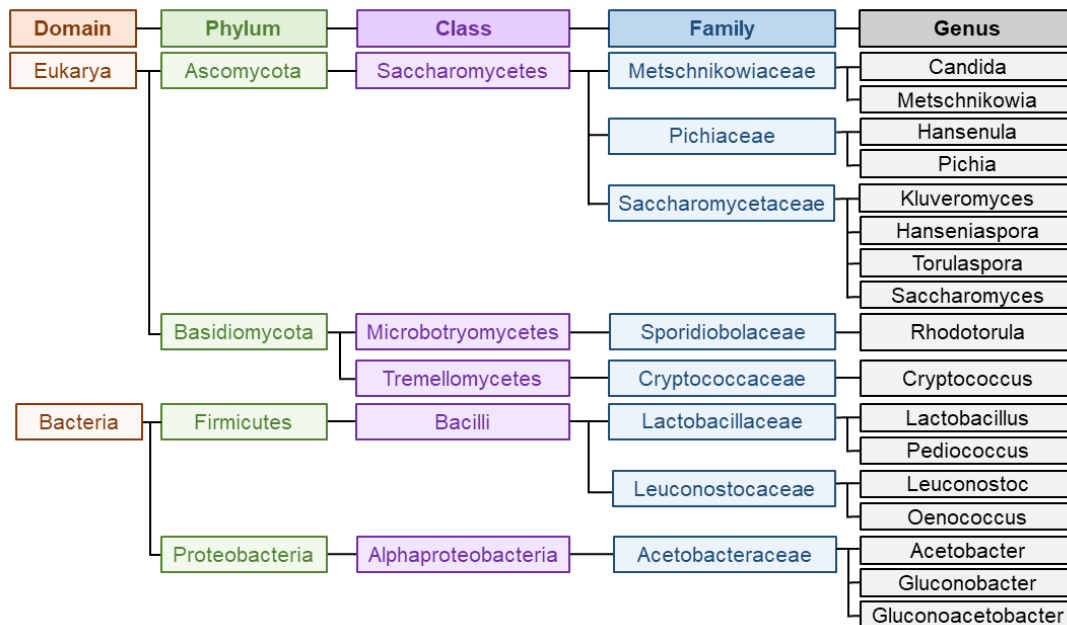 Domain Phylum Class Family Genus
Eukarya Ascomycota Saccharomycetes Metschnikowiaceae Candida
Metschnikowia
Pichiaceae Hansenula
Pichia
Saccharomycetaceae Kluveromyces
Hanseniaspora
Torulaspora
Saccharomyces
Basidiomycota Microbotryomycetes Sporidiobolaceae Rhodotorula
Tremellomycetes Cryptococcaceae Cryptococcus
Bacteria Firmicutes Bacilli Lactobacillaceae Lactobacillus
Pediococcus
Leuconostocaceae Leuconostoc
Oenococcus
Proteobacteria Alphaproteobacteria Acetobacteraceae Acetobacter
Gluconobacter
Gluconoacetobacter